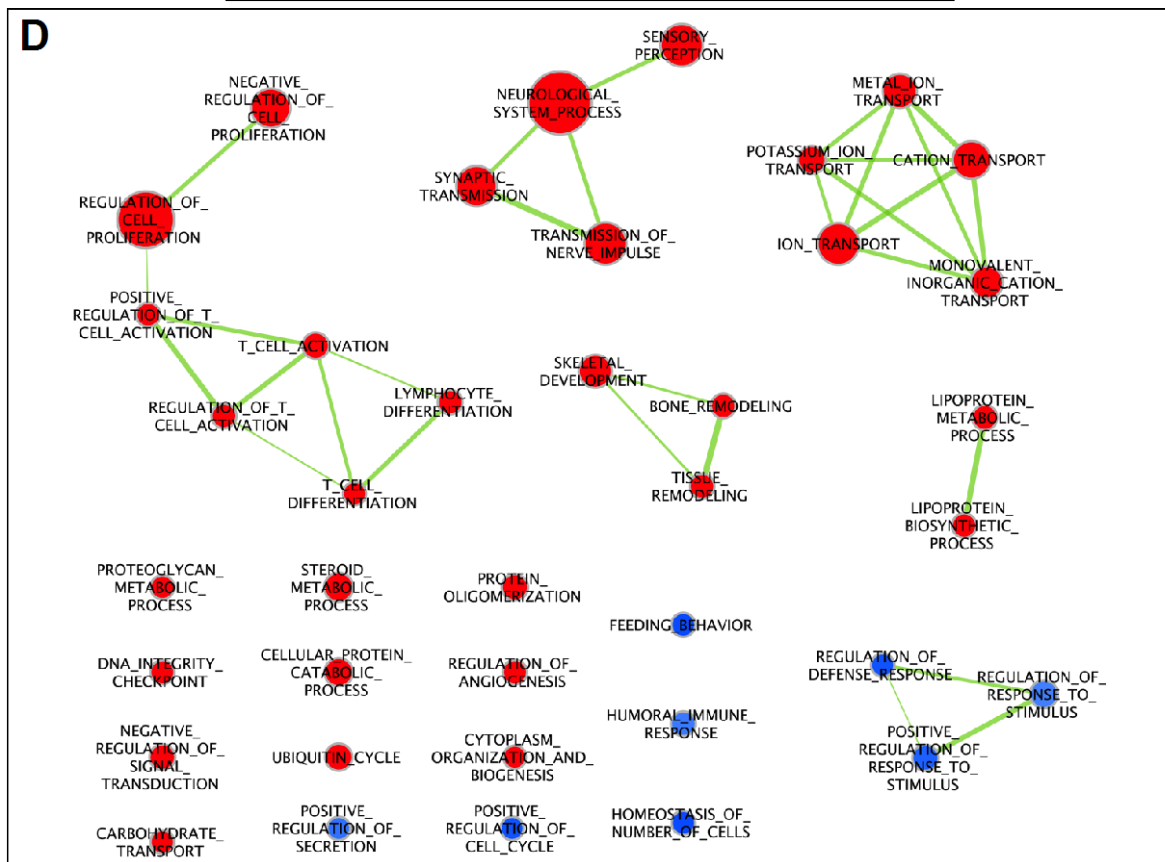 D
NEGATIVE_
REGULATION_OF_
CELL_
PROLIFERATION
REGULATION_OF_
CELL_
PROLIFERATION
SENSORY_
PERCEPTION
NEUROLOGICAL_
SYSTEM_PROCESS
SYNAPTIC_
TRANSMISSION
TRANSMISSION_OF_
NERVE_IMPULSE
METAL_ION_
TRANSPORT
POTASSIUM_ION_
TRANSPORT
CATION_TRANSPORT
ION_TRANSPORT
MONOVALENT_
INORGANIC_CATION_
TRANSPORT
POSITIVE_
REGULATION_OF_T_
CELL_ACTIVATION
T_CELL_ACTIVATION
REGULATION_OF_T_
CELL_ACTIVATION
LYMPHOCYTE_
DIFFERENTIATION
T_CELL_
DIFFERENTIATION
SKELETAL_
DEVELOPMENT
BONE_REMODELING
TISSUE_
REMODELING
LIPOPROTEIN_
METABOLIC_
PROCESS
LIPOPROTEIN_
BIOSYNTHETIC_
PROCESS
PROTEOGLYCAN_
METABOLIC_
PROCESS
STEROID_
METABOLIC_
PROCESS
PROTEIN_
OLIGOMERIZATION
FEEDING_BEHAVIOR
DNA_INTEGRITY_
CHECKPOINT
CELLULAR_PROTEIN_
CATABOLIC_
PROCESS
REGULATION_OF_
ANGIOGENESIS
HUMORAL_IMMUNE_
RESPONSE
REGULATION_OF_
DEFENSE_RESPONSE
REGULATION_OF_
RESPONSE_TO_
STIMULUS
POSITIVE_
REGULATION_OF_
RESPONSE_TO_
STIMULUS
NEGATIVE_
REGULATION_OF_
SIGNAL_
TRANSDUCTION
UBIQUITIN_CYCLE
CYTOPLASM_
ORGANIZATION_AND_
BIOGENESIS
CARBOHYDRATE_
TRANSPORT
POSITIVE_
REGULATION_OF_
SECRETION
POSITIVE_
REGULATION_OF_
CELL_CYCLE
HOMEOSTASIS_OF_
NUMBER_OF_CELLS